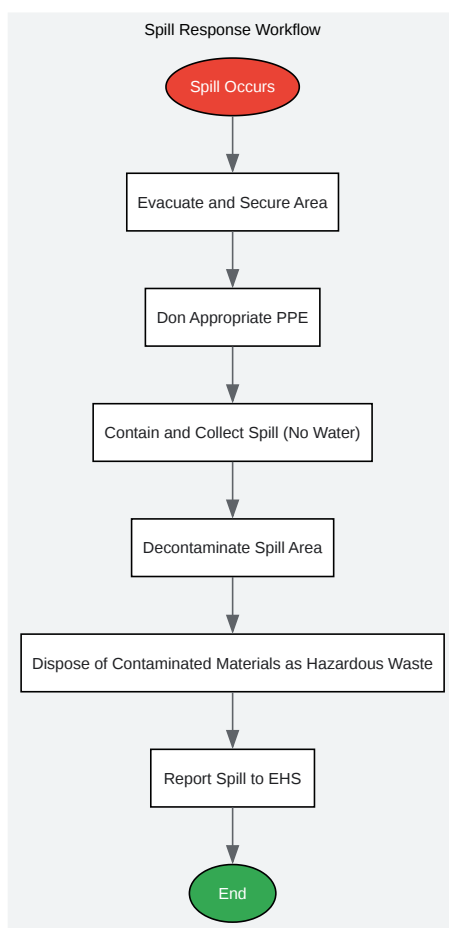 Spill Response Workflow
Spill Occurs
Evacuate and Secure Area
Don Appropriate PPE
Contain and Collect Spill (No Water)
Decontaminate Spill Area
Dispose of Contaminated Materials as Hazardous Waste
Report Spill to EHS
End